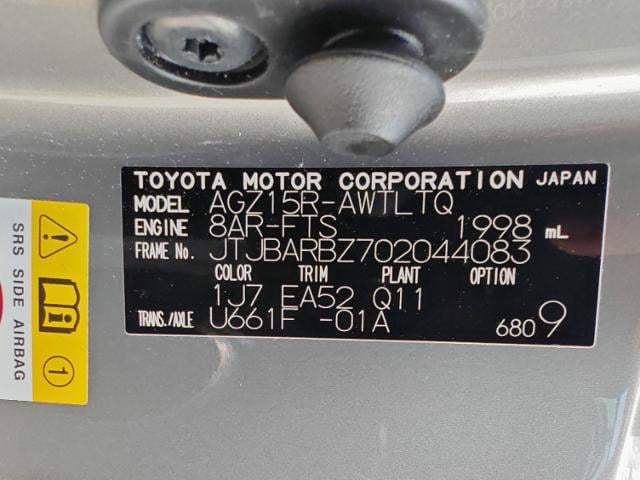 TOYOTA MOTOR CORPORATION JAPAN
MODEL AGZ15R-AWTLTQ
ENGINE 8AR-FTS 1998 mL
FRAME No. JTJBARBZ702044083
COLOR TRIM PLANT OPTION
1J7 EA52 Q11
TRANS./AXLE U661F -01A
6809
SRS SIDE AIRBAG
1